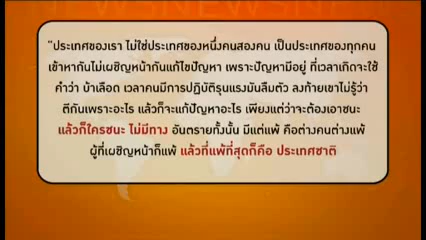 "ประเทศของเรา ไม่ใช่ประเทศของหนึ่งคนสองคน เป็นประเทศของทุกคน
เข้าหากันไม่เผชิญหน้ากันแก้ไขปัญหา เพราะปัญหามีอยู่ ที่เวลาเกิดจะใช้
คำว่า บ้าเลือด เวลาคนมีการปฏิบัติรุนแรงมันลืมตัว ลงท้ายเขาไม่รู้ว่า
ตีกันเพราะอะไร แล้วก็จะแก้ปัญหาอะไร เพียงแต่ว่าจะต้องเอาชนะ
แล้วก็ใครชนะ ไม่มีทาง อันตรายทั้งนั้น มีแต่แพ้ คือต่างคนต่างแพ้
ผู้ที่เผชิญหน้าก็แพ้ แล้วที่แพ้ที่สุดก็คือ ประเทศชาติ